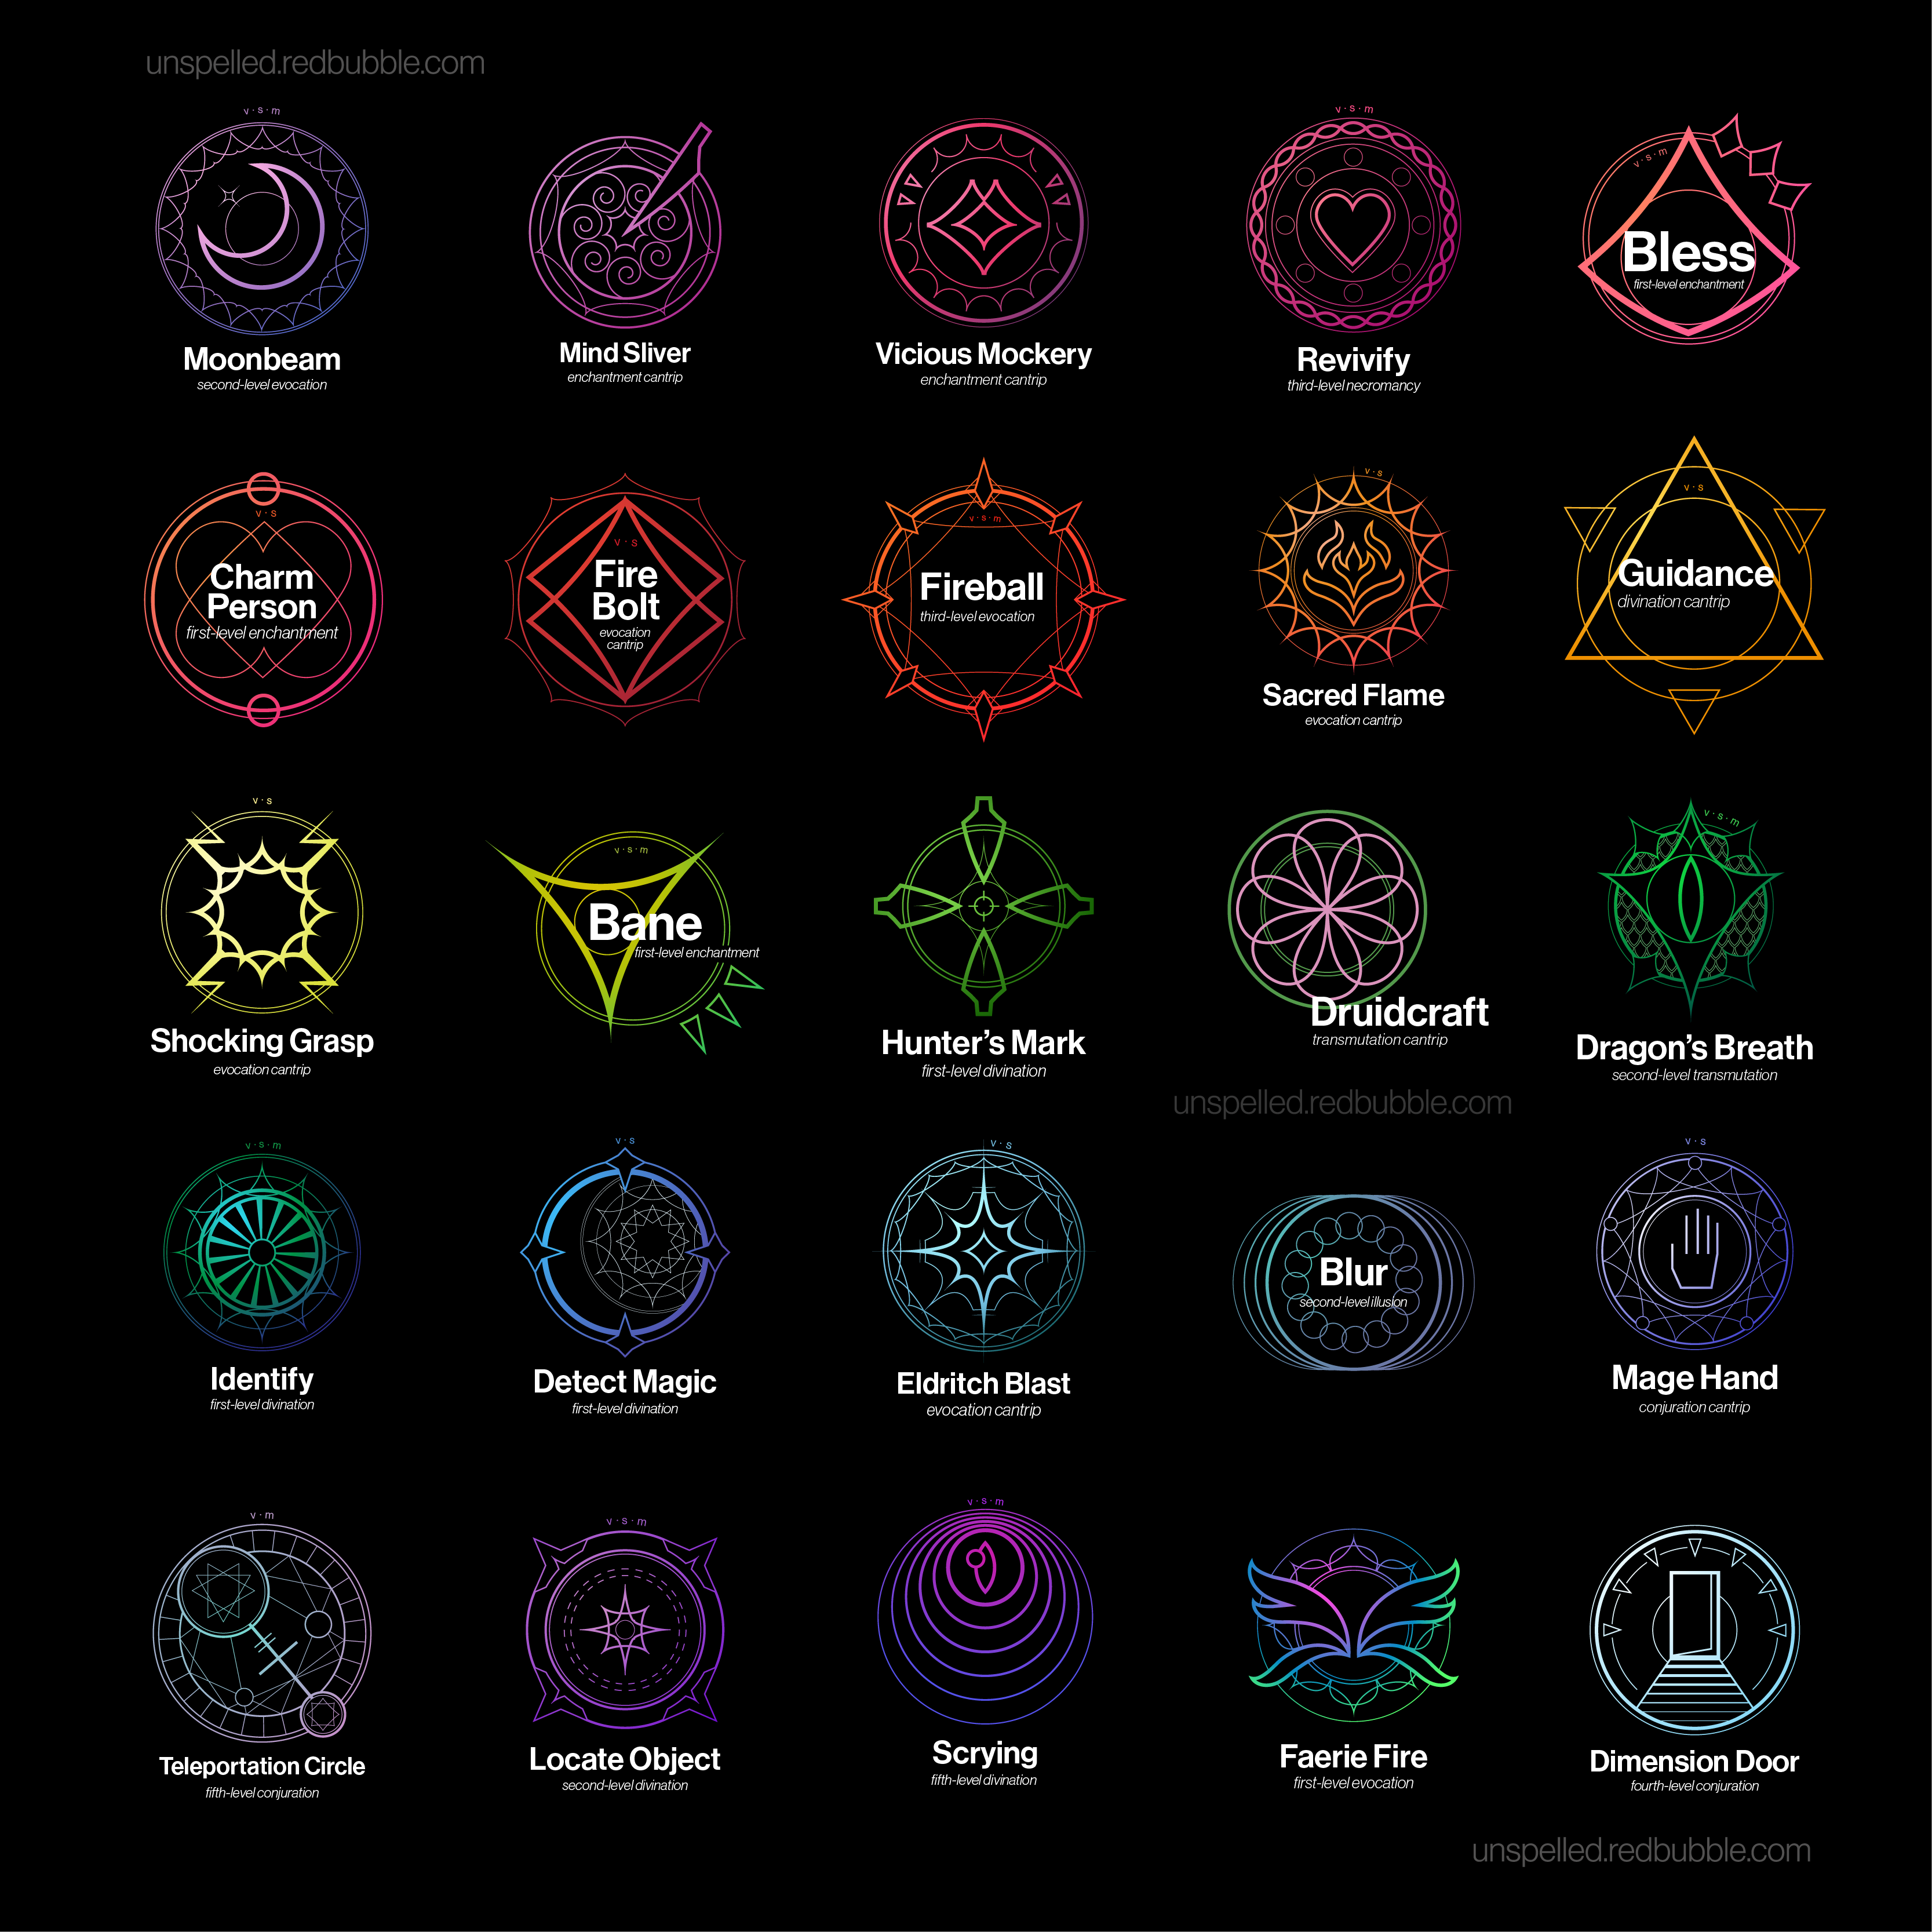 unspelled.redbubble.com
v · s · m
Moonbeam
second-level evocation
Mind Sliver
enchantment cantrip
Vicious Mockery
enchantment cantrip
v · s · m
Revivify
third-level necromancy
v · s · m
Bless
first-level enchantment
v · s
Charm
Person
first-level enchantment
v · s
Fire
Bolt
evocation
cantrip
v · s · m
Fireball
third-level evocation
v · s
Sacred Flame
evocation cantrip
v · s
Guidance
divination cantrip
v · s
Shocking Grasp
evocation cantrip
v · s · m
Bane
first-level enchantment
Hunter's Mark
first-level divination
Druidcraft
transmutation cantrip
v · s · m
Dragon's Breath
second-level transmutation
unspelled.redbubble.com
v · s · m
Identify
first-level divination
v · s
Detect Magic
first-level divination
v · s
Eldritch Blast
evocation cantrip
Blur
second-level illusion
v · s
Mage Hand
conjuration cantrip
v · m
Teleportation Circle
fifth-level conjuration
v · s · m
Locate Object
second-level divination
v · s · m
Scrying
fifth-level divination
Faerie Fire
first-level evocation
Dimension Door
fourth-level conjuration
unspelled.redbubble.com